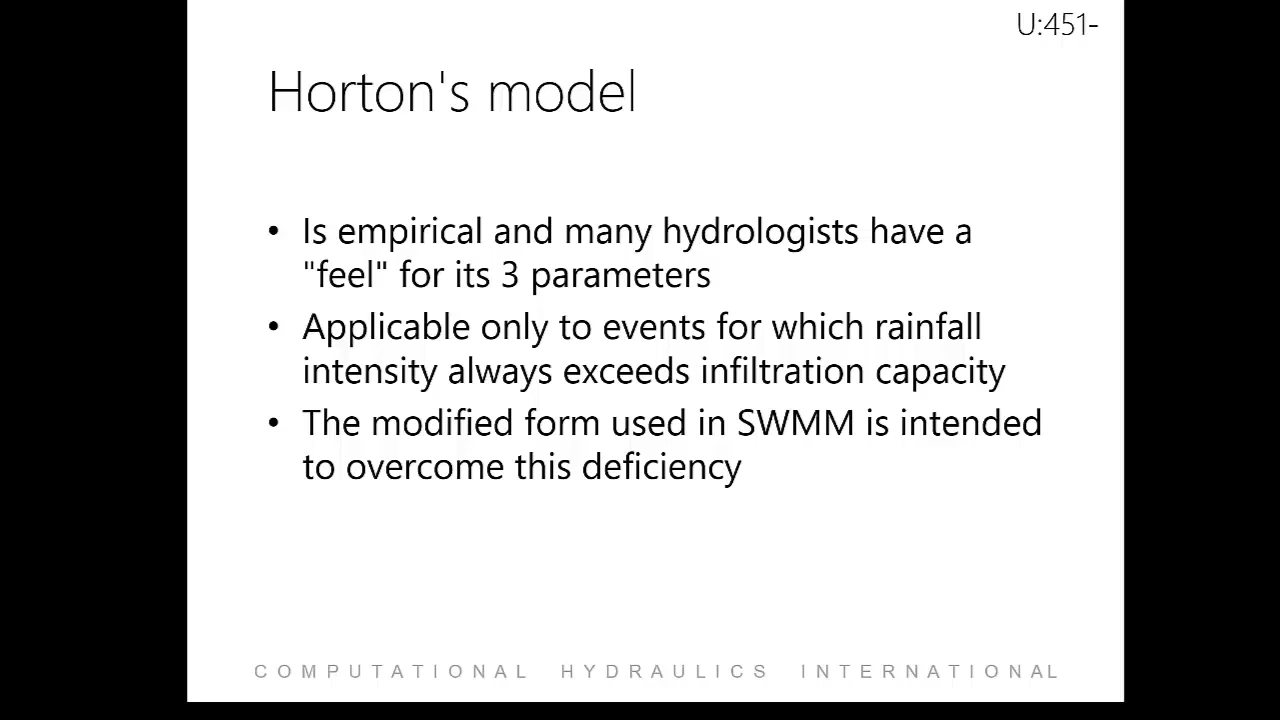 U:451-
Horton's model
• Is empirical and many hydrologists have a
"feel" for its 3 parameters
• Applicable only to events for which rainfall
intensity always exceeds infiltration capacity
• The modified form used in SWMM is intended
to overcome this deficiency
COMPUTATIONAL HYDRAULICS INTERNATIONAL